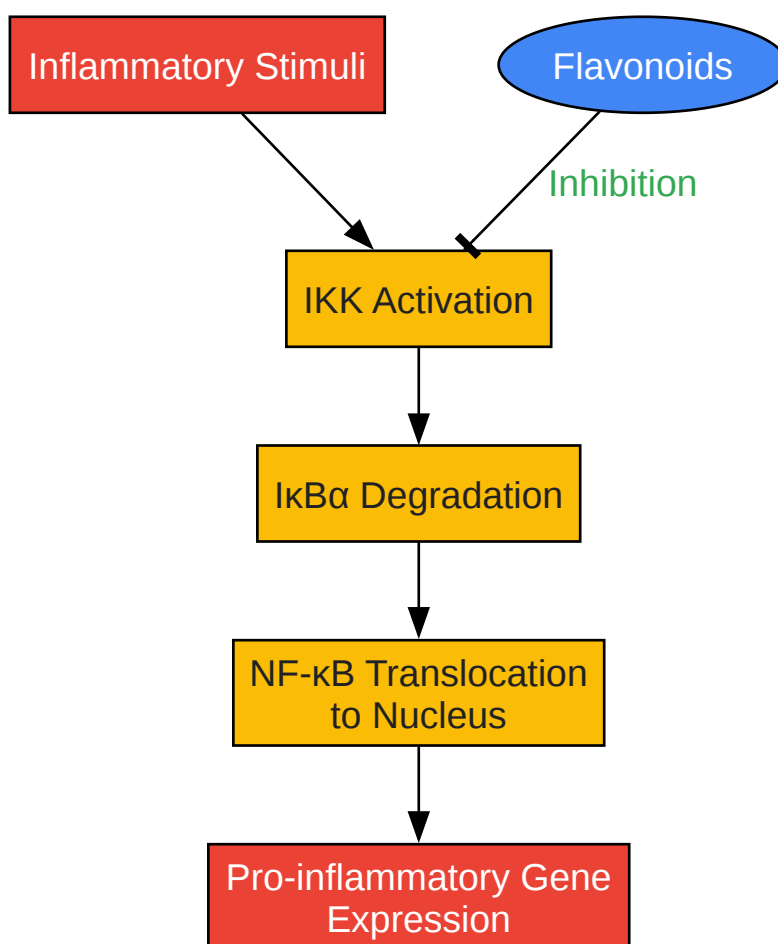 Inflammatory Stimuli
Flavonoids
Inhibition
IKK Activation
IκBα Degradation
NF-κB Translocation
to Nucleus
Pro-inflammatory Gene
Expression